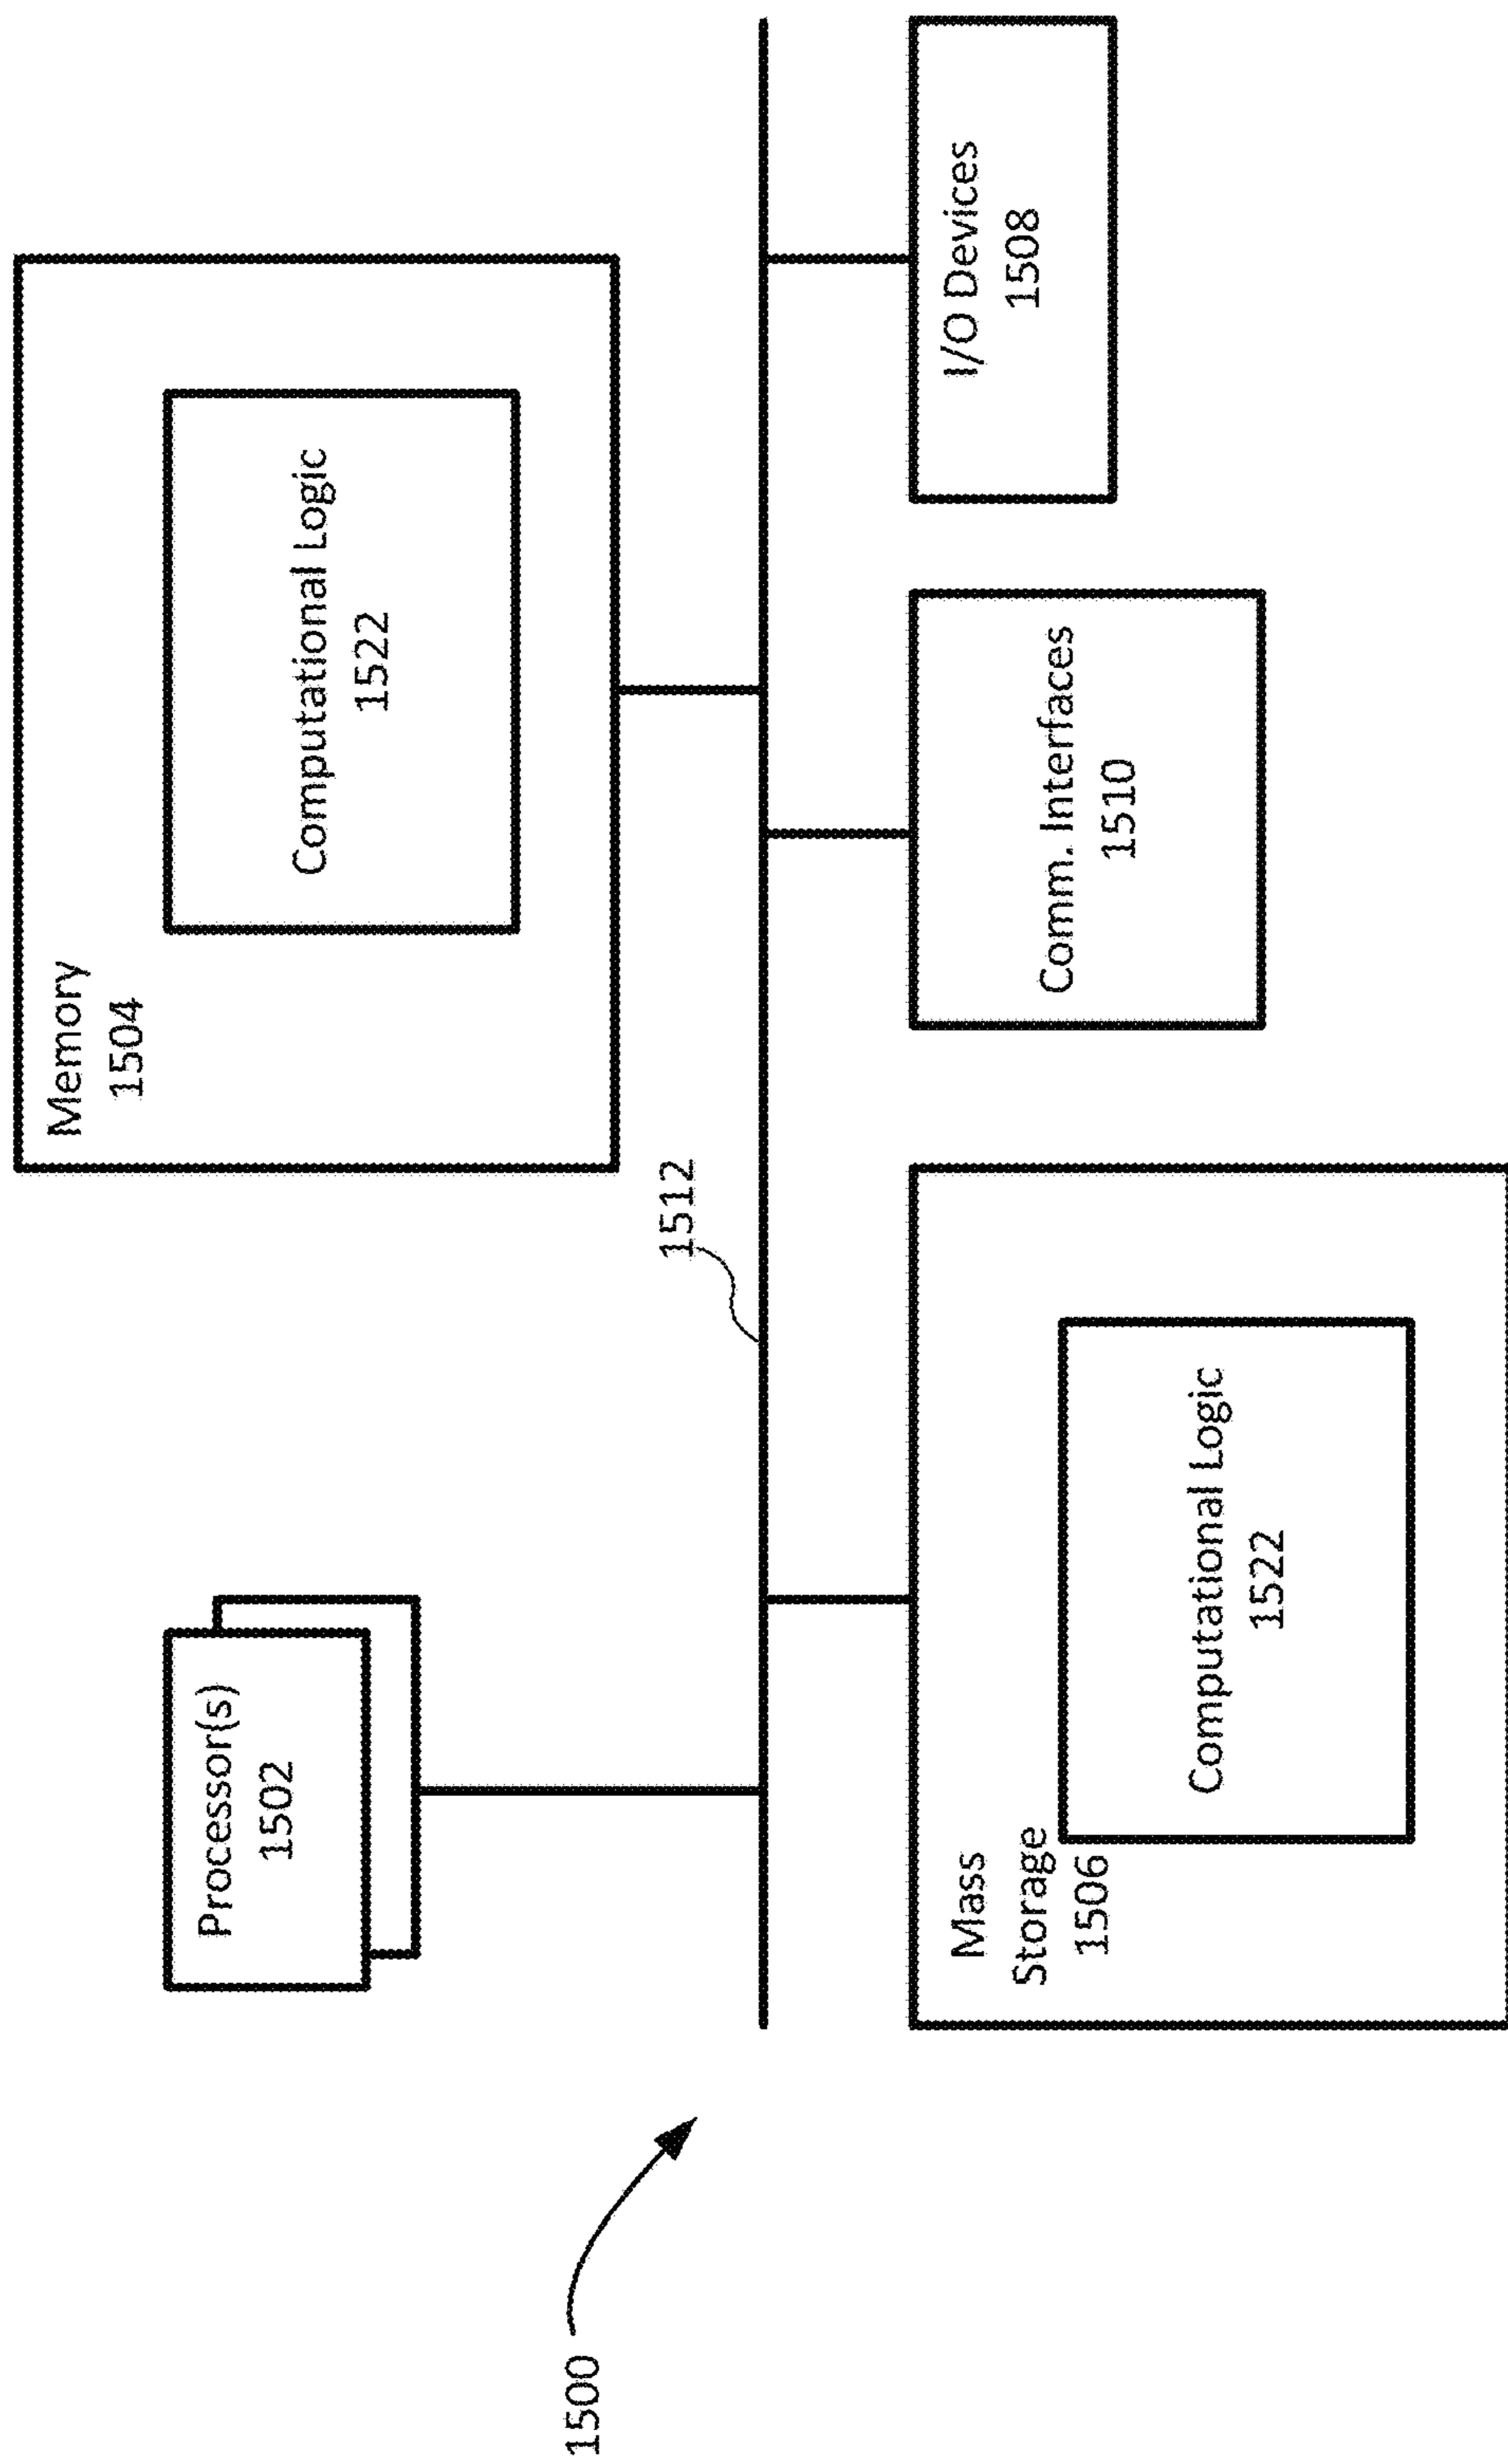 1500
Processor(s)
1502
Memory
1504
Computational Logic
1522
1512
Mass
Storage
1506
Computational Logic
1522
Comm. Interfaces
1510
I/O Devices
1508